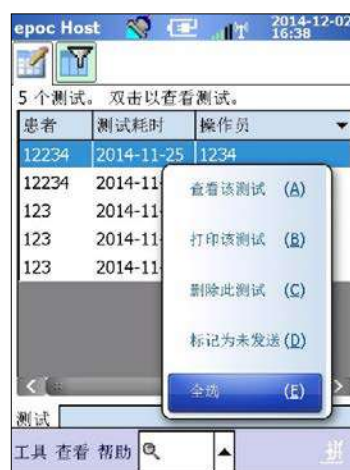 epoc Host 2014-12-02
16:38
5 个测试。 双击以查看测试。
患者 测试耗时 操作员
12234 2014-11-25 1234
12234 2014-11-
查看该测试 (A)
123 2014-11-
打印该测试 (B)
123 2014-11-
123 2014-11-
删除此测试 (C)
标记为未发送 (D)
全选 (E)
测试
工具 查看 帮助
拼